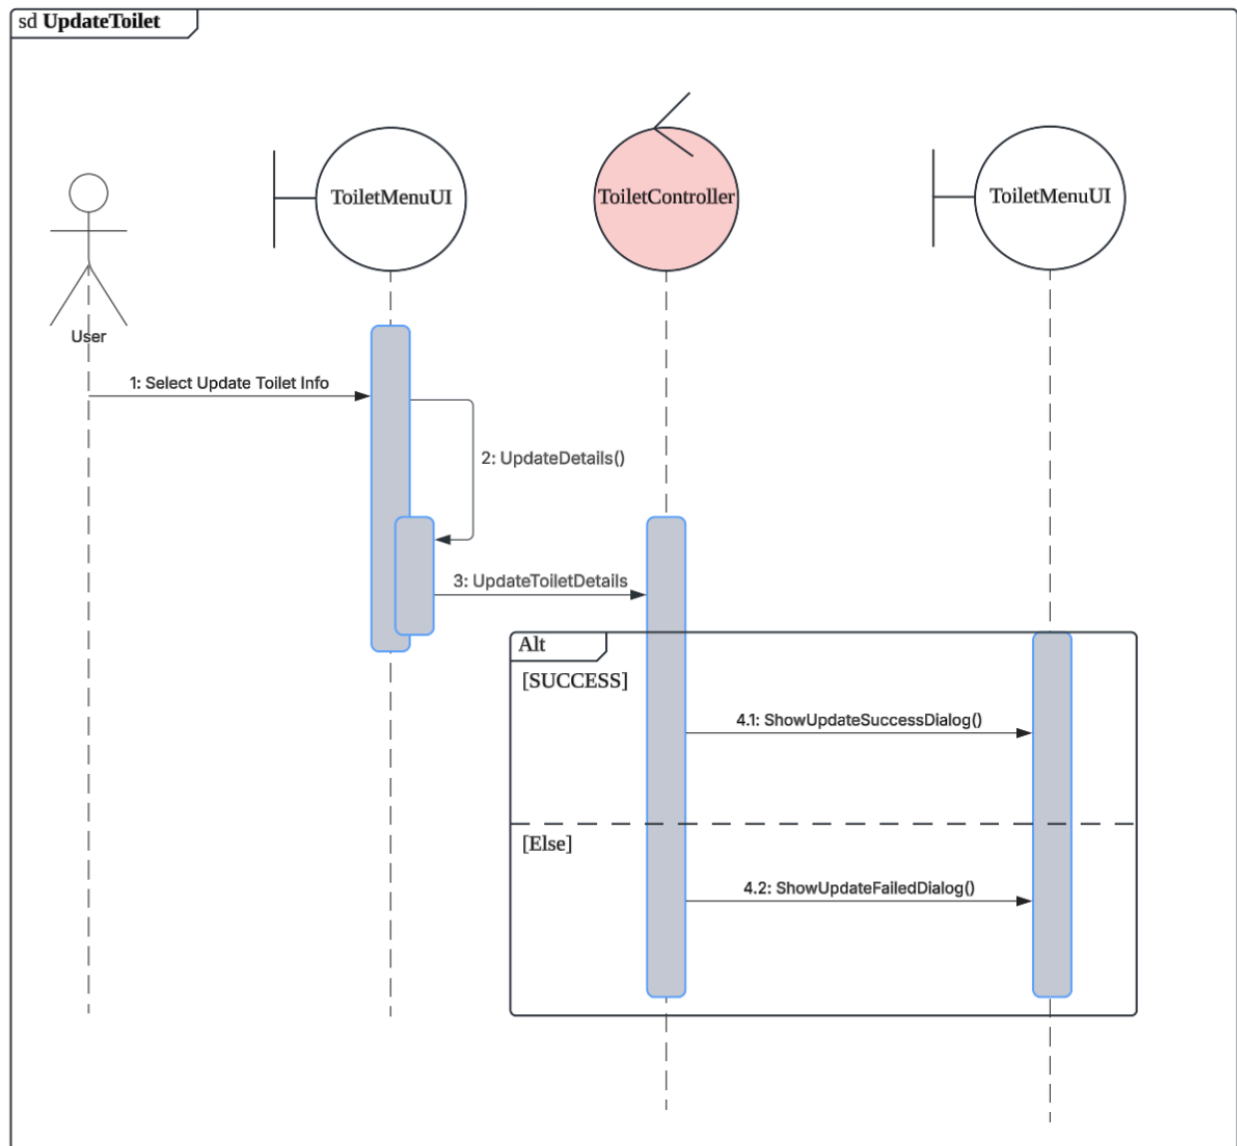 sd UpdateToilet
ToiletMenuUI
ToiletController
ToiletMenuUI
User
1: Select Update Toilet Info
2: UpdateDetails()
3: UpdateToiletDetails
Alt
[SUCCESS]
4.1: ShowUpdateSuccessDialog()
[Else]
4.2: ShowUpdateFailedDialog()